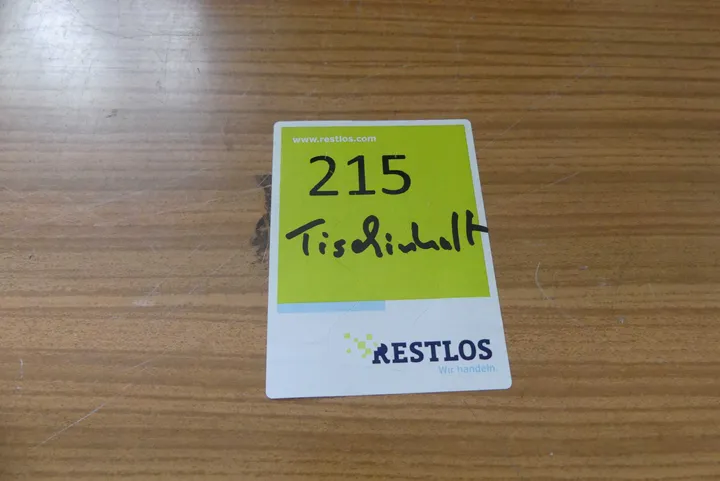 www.restlos.com
215
Tischinhalt
RESTLOS
Wir handeln.